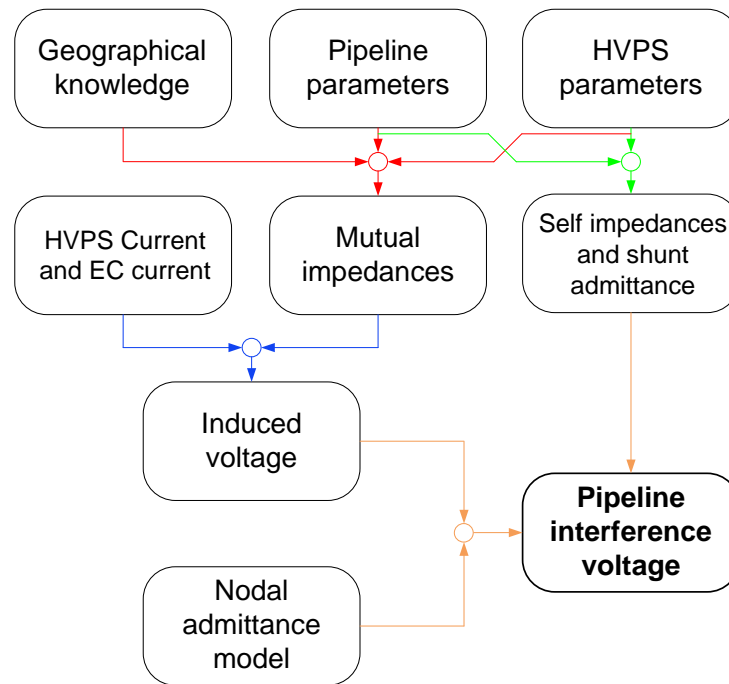 Geographical
knowledge
Pipeline
parameters
HVPS
parameters
HVPS Current
and EC current
Mutual
impedances
Self impedances
and shunt
admittance
Induced
voltage
Pipeline
interference
voltage
Nodal
admittance
model